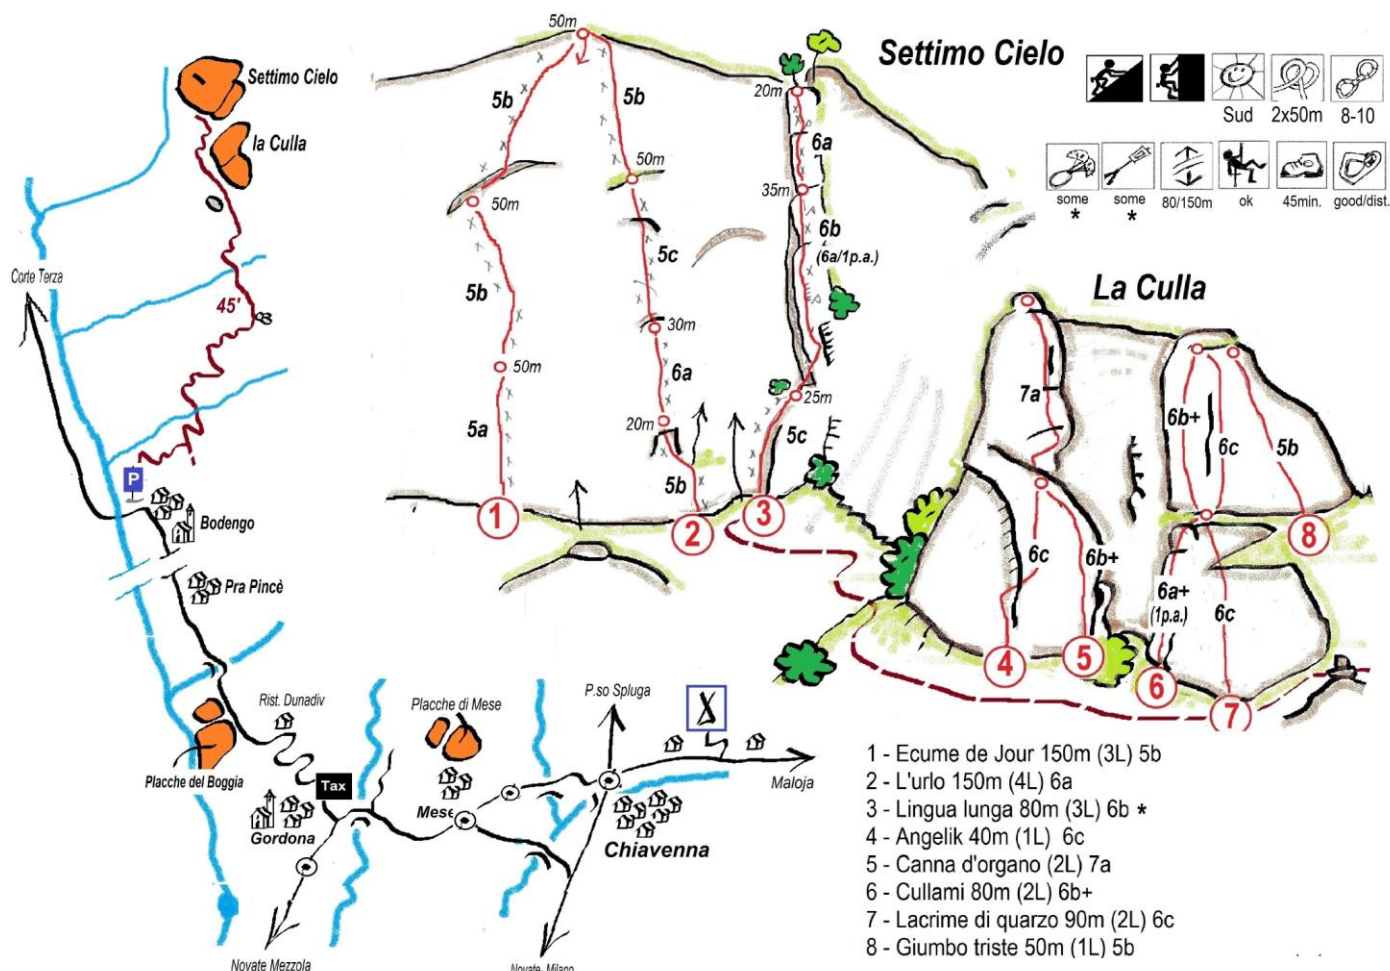 Settimo Cielo
la Culla
Corte Terza
45'
P
Bodengo
Pra Pincè
Rist. Dunadiv
Placche del Boggia
Tax
Gordona
Novate Mezzola
Placche di Mese
Mese
P.so Spluga
Maloja
Chiavenna
Novate- Milano
Settimo Cielo
Sud
2x50m
8-10
some
*
some
*
80/150m
ok
45min.
good/dist.
50m
5b
50m
5b
50m
5a
1
5b
50m
5c
30m
6a
20m
5b
2
20m
6a
35m
6b
(6a/1p.a.)
25m
5c
3
La Culla
7a
6c
6b+
4
5
6b+
6c
5b
6a+
(1p.a.)
6c
6
7
8
1 - Ecume de Jour 150m (3L) 5b
2 - L'urlo 150m (4L) 6a
3 - Lingua lunga 80m (3L) 6b *
4 - Angelik 40m (1L) 6c
5 - Canna d'organo (2L) 7a
6 - Cullami 80m (2L) 6b+
7 - Lacrime di quarzo 90m (2L) 6c
8 - Giumbo triste 50m (1L) 5b